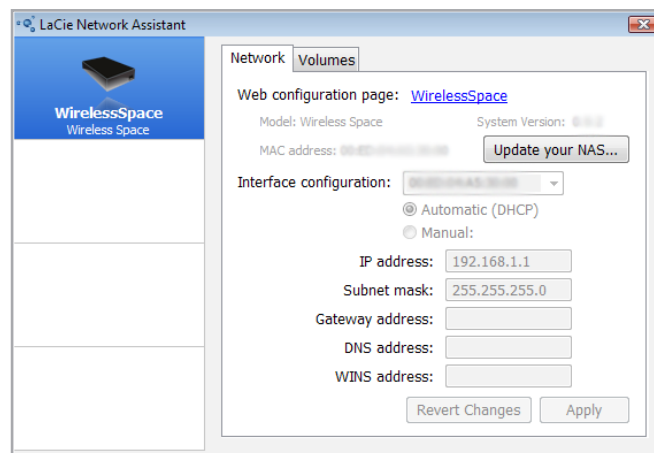 LaCie Network Assistant
WirelessSpace
Wireless Space
Network
Volumes
Web configuration page: WirelessSpace
Model: Wireless Space
System Version:
MAC address:
Update your NAS...
Interface configuration:
Automatic (DHCP)
Manual:
IP address: 192.168.1.1
Subnet mask: 255.255.255.0
Gateway address:
DNS address:
WINS address:
Revert Changes
Apply